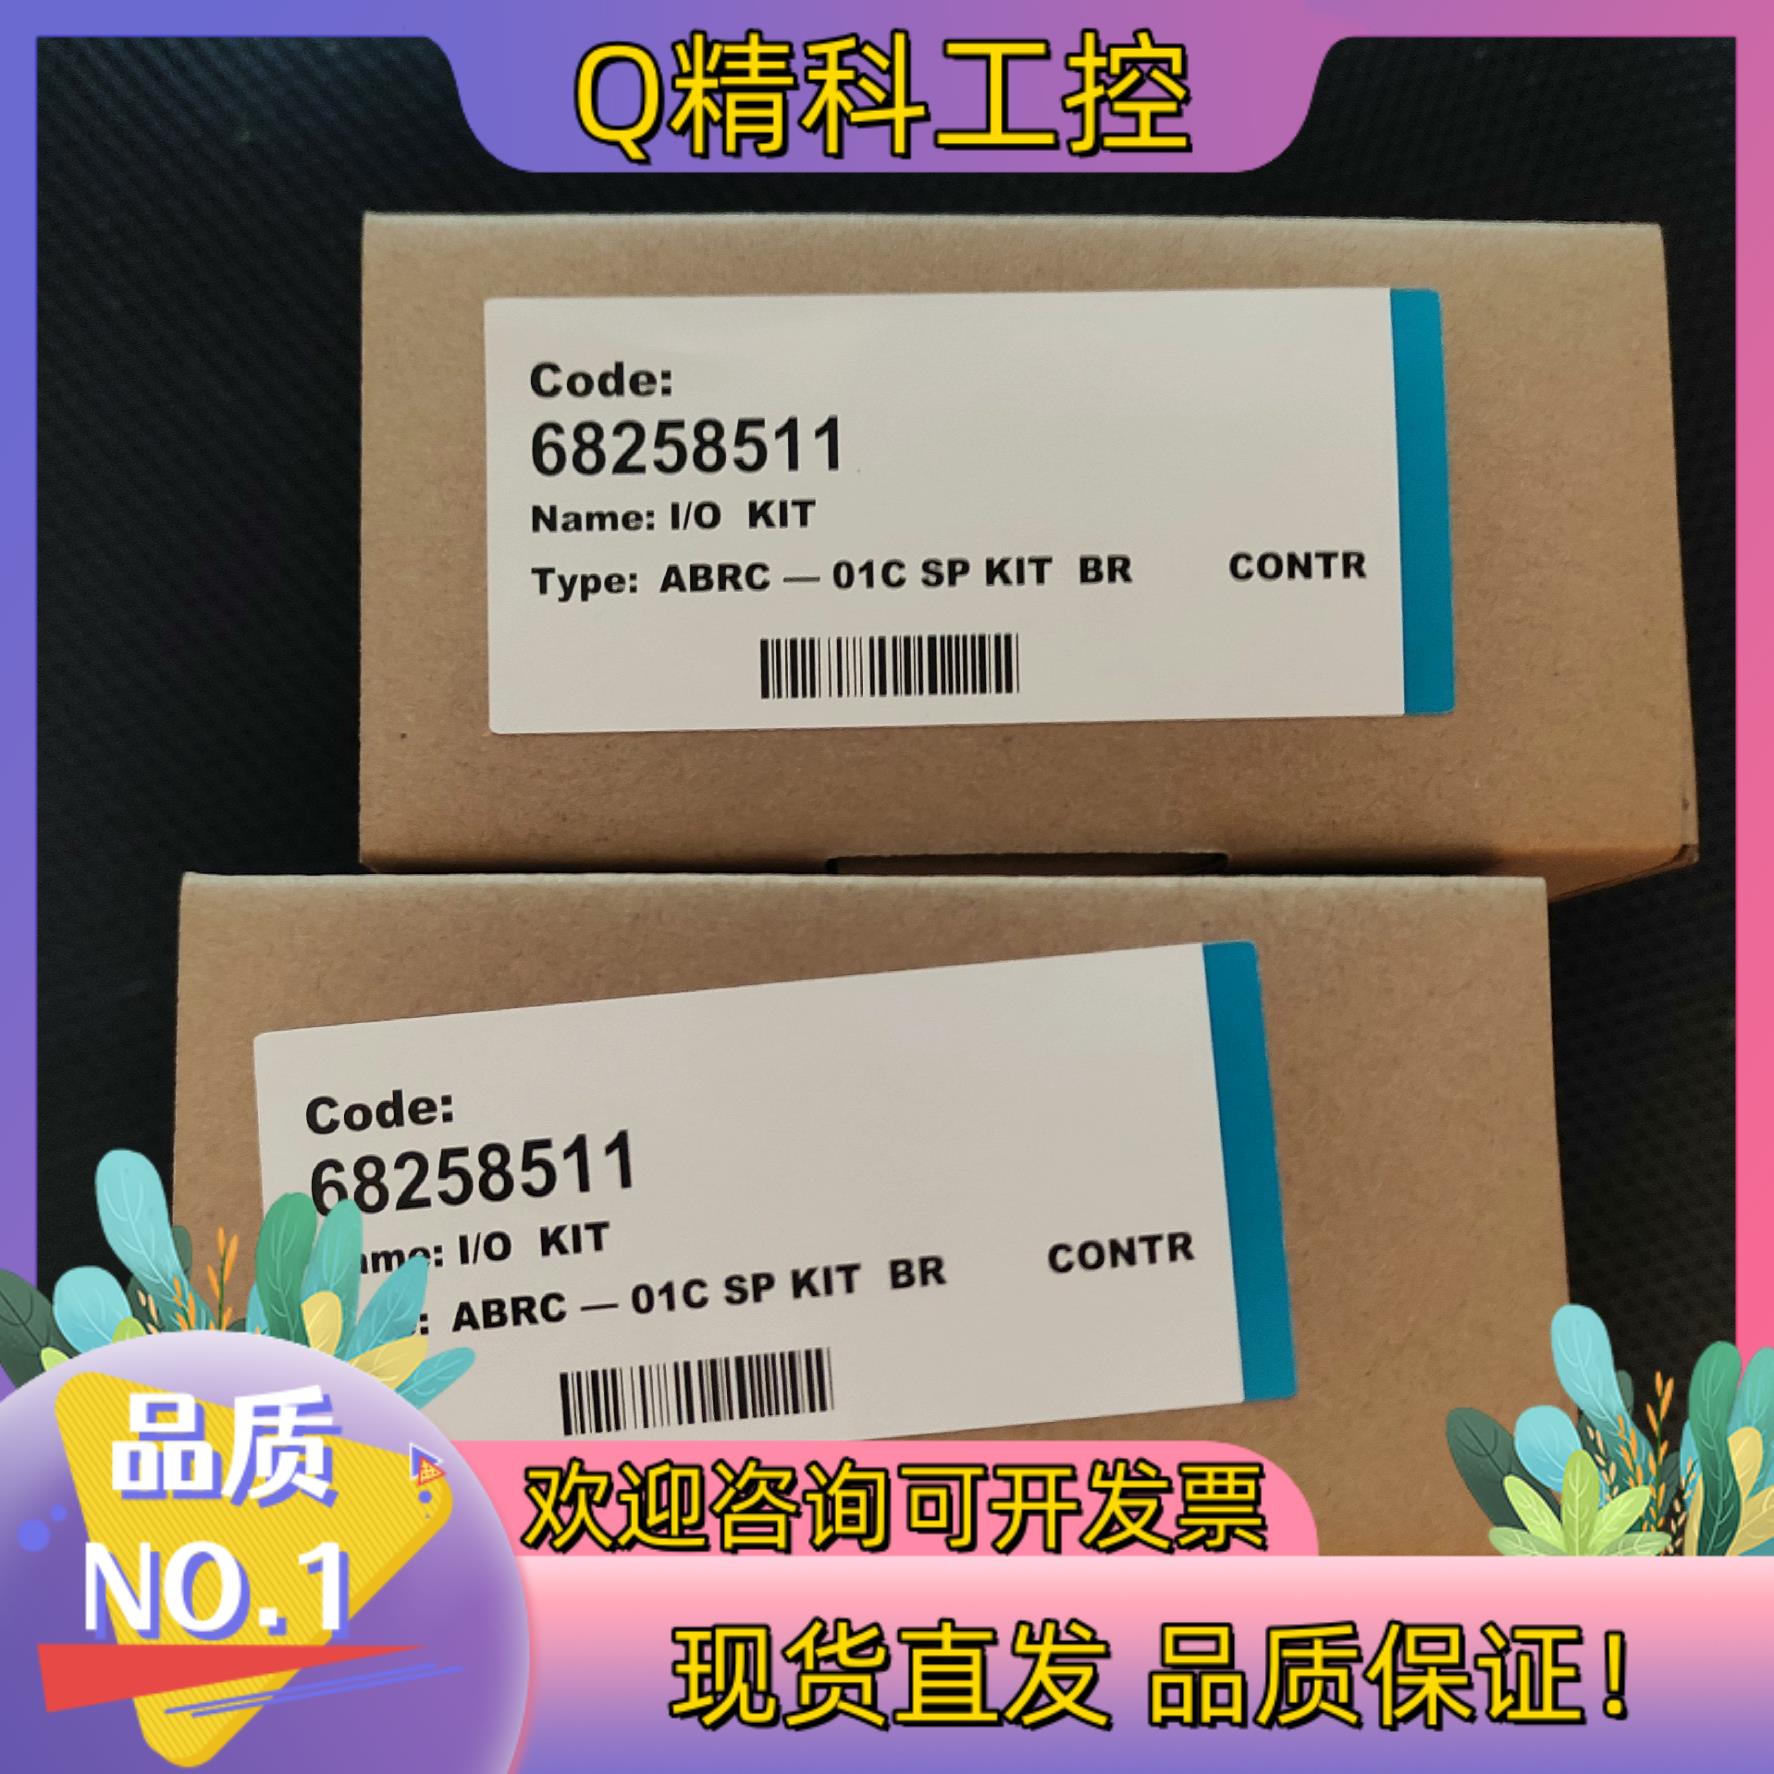 Q精科工控
Code:
68258511
Name: I/O KIT
Type: ABRC — 01C SP KIT BR CONTR
Code:
68258511
ame: I/O KIT
: ABRC — 01C SP KIT BR CONTR
品质
NO.1
欢迎咨询可开发票
现货直发 品质保证!